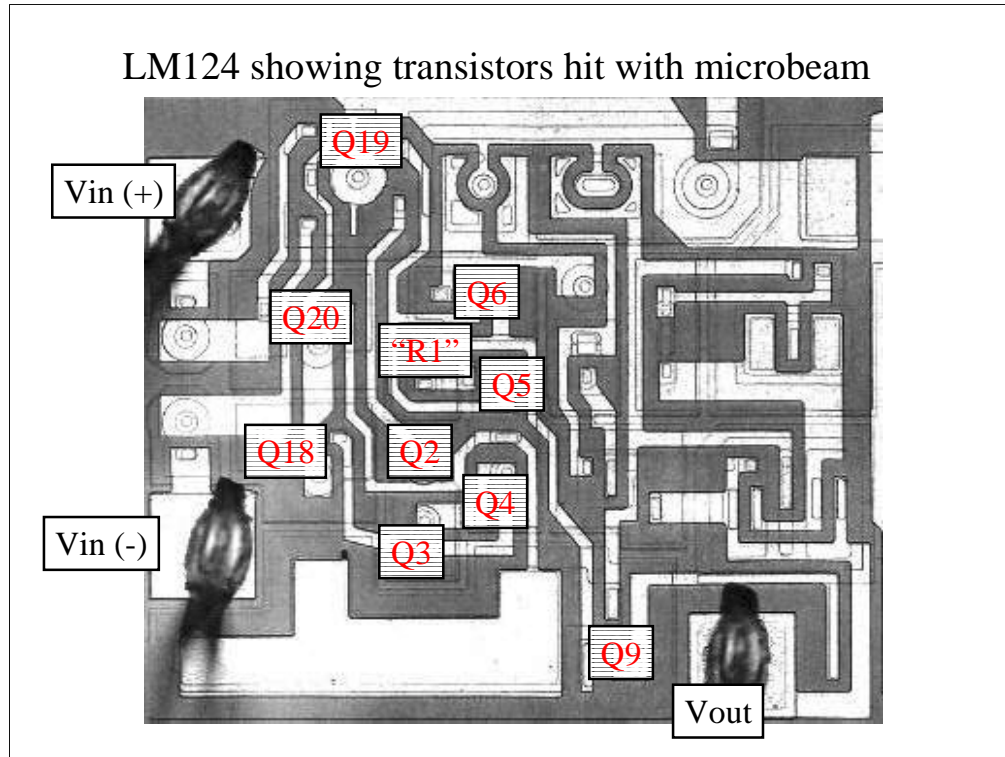 LM124 showing transistors hit with microbeam
Q19
Vin (+)
Q6
Q20
“R1”
Q5
Q18
Q2
Q4
Vin (-)
Q3
Q9
Vout